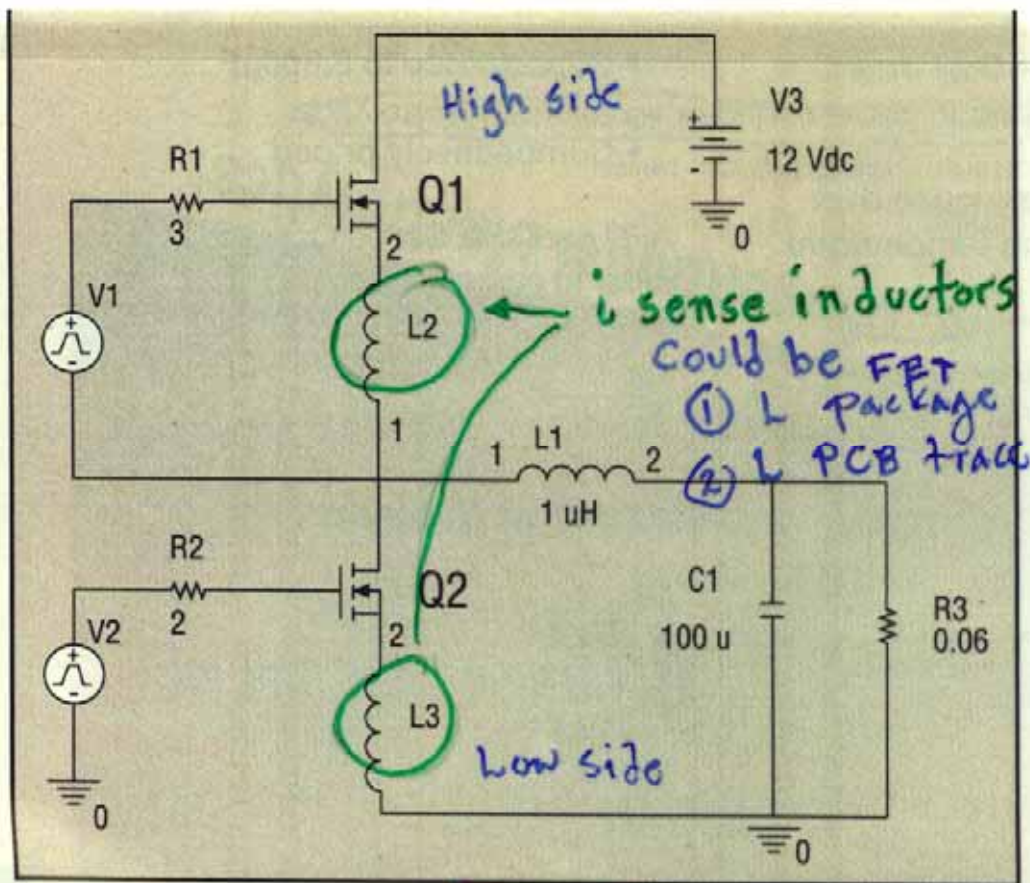 High side
V3
12 Vdc
+
-
0
R1
3
Q1
2
V1
+
-
L2
i sense inductors
Could be FET
① L package
② L PCB trace
1
1
L1
2
1 uH
R2
2
Q2
2
V2
+
-
0
L3
Low side
C1
100 u
R3
0.06
0